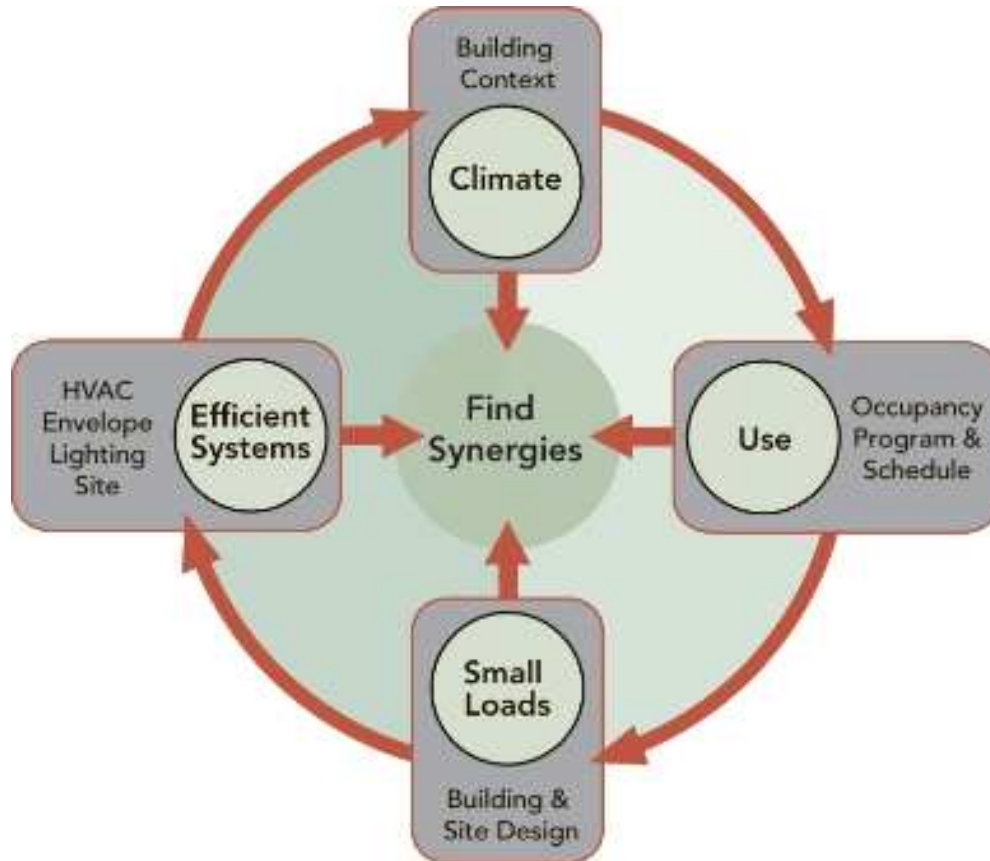 Building
Context
Climate
HVAC
Envelope
Lighting
Site
Efficient
Systems
Find
Synergies
Use
Occupancy
Program &
Schedule
Small
Loads
Building &
Site Design